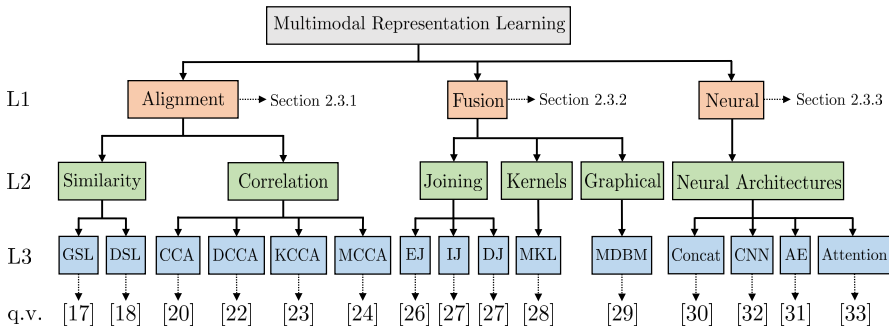 Multimodal Representation Learning
L1 Alignment Section 2.3.1 Fusion Section 2.3.2 Neural Section 2.3.3
L2 Similarity Correlation Joining Kernels Graphical Neural Architectures
L3 GSL DSL CCA DCCA KCCA MCCA EJ IJ DJ MKL MDBM Concat CNN AE Attention
q.v. [17] [18] [20] [22] [23] [24] [26] [27] [27] [28] [29] [30] [32] [31] [33]